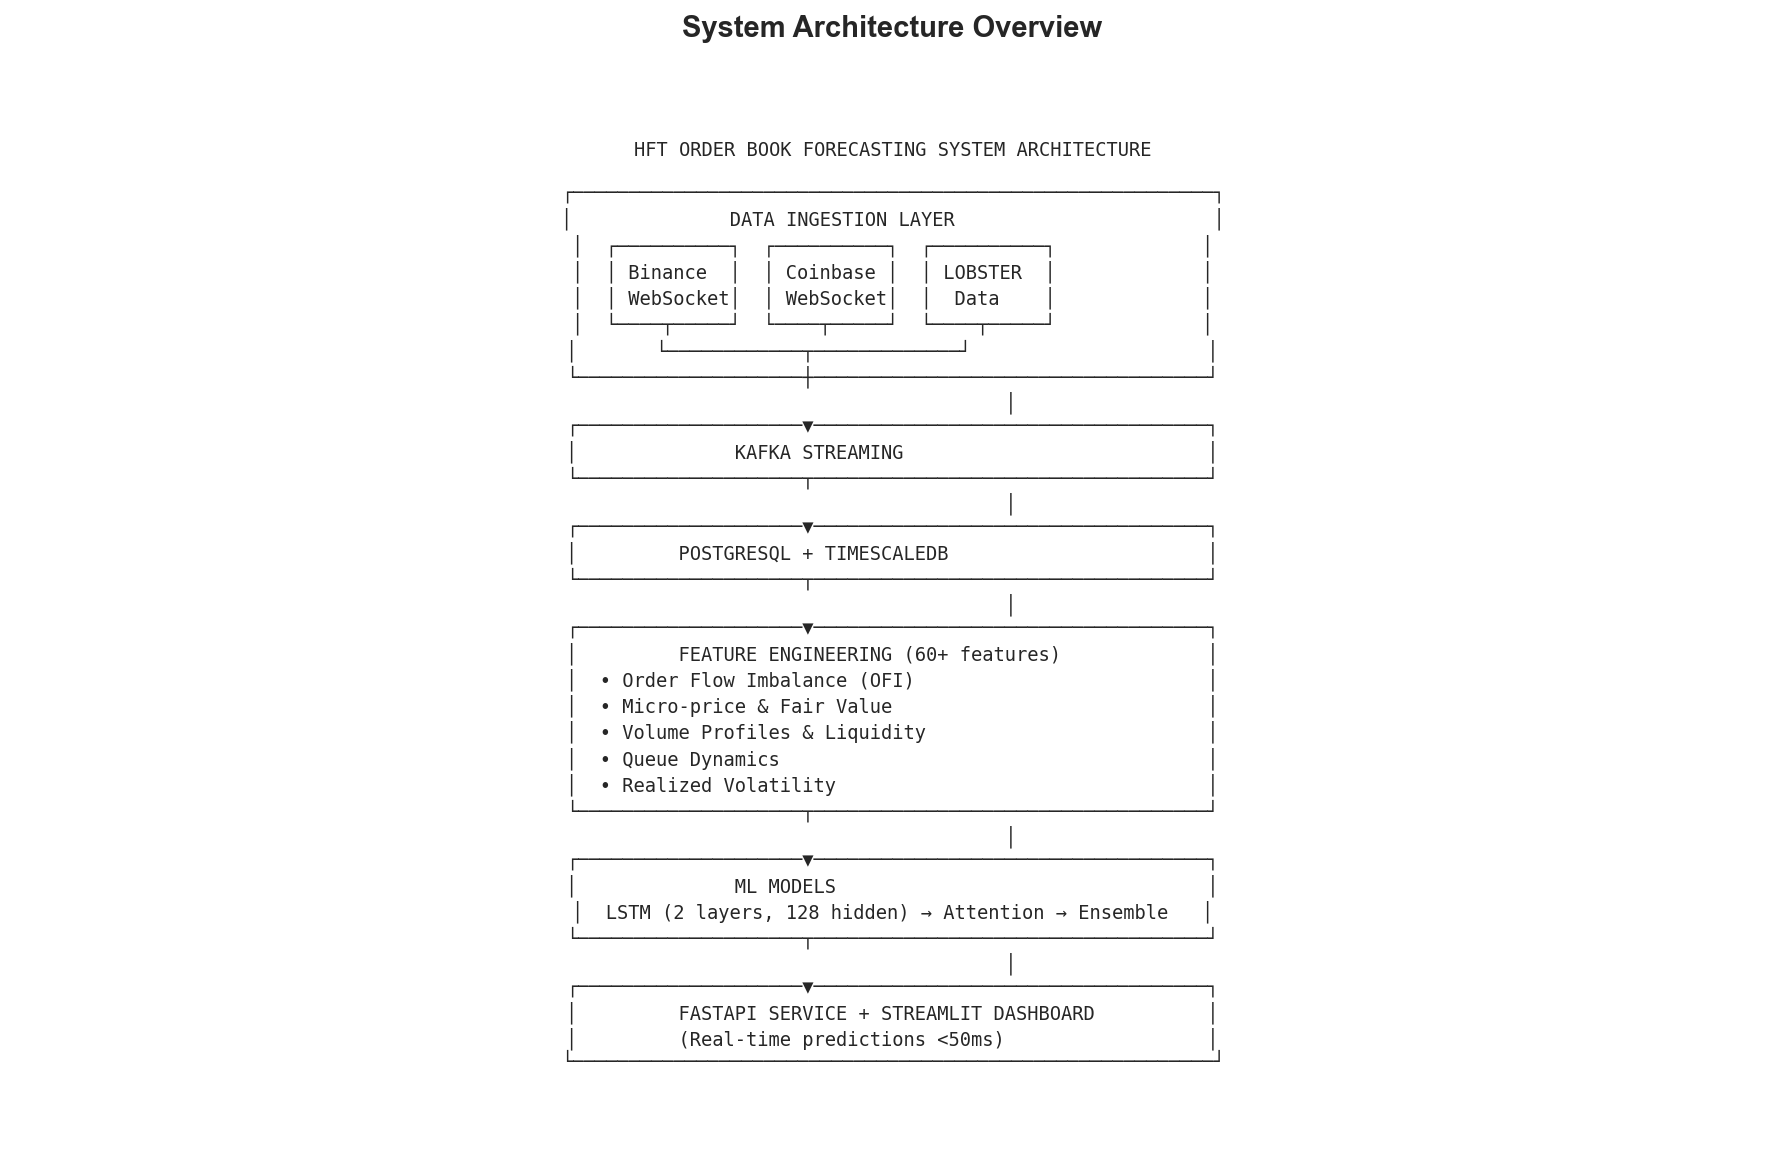 System Architecture Overview
HFT ORDER BOOK FORECASTING SYSTEM ARCHITECTURE
DATA INGESTION LAYER
Binance Coinbase LOBSTER
WebSocket WebSocket Data
KAFKA STREAMING
POSTGRESQL + TIMESCALEDB
FEATURE ENGINEERING (60+ features)
• Order Flow Imbalance (OFI)
• Micro-price & Fair Value
• Volume Profiles & Liquidity
• Queue Dynamics
• Realized Volatility
ML MODELS
LSTM (2 layers, 128 hidden) → Attention → Ensemble
FASTAPI SERVICE + STREAMLIT DASHBOARD
(Real-time predictions <50ms)